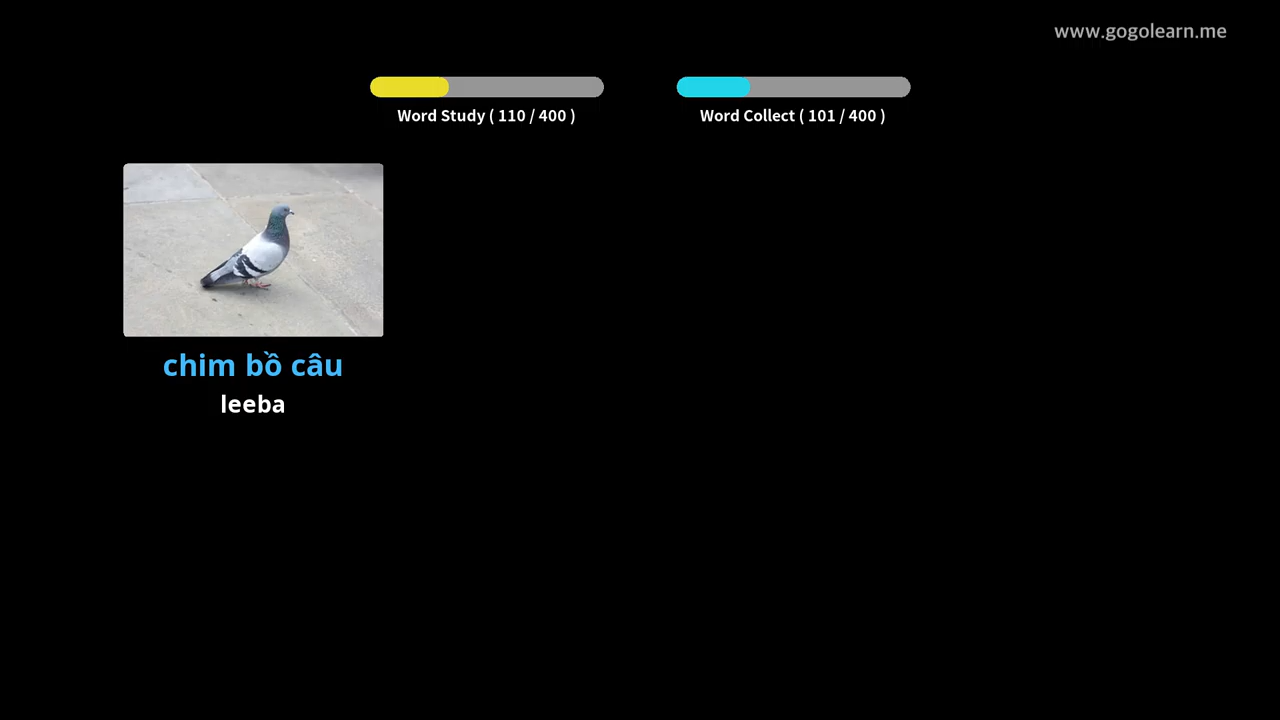 www.gogolearn.me
Word Study ( 110 / 400 )
Word Collect ( 101 / 400 )
chim bồ câu
leeba